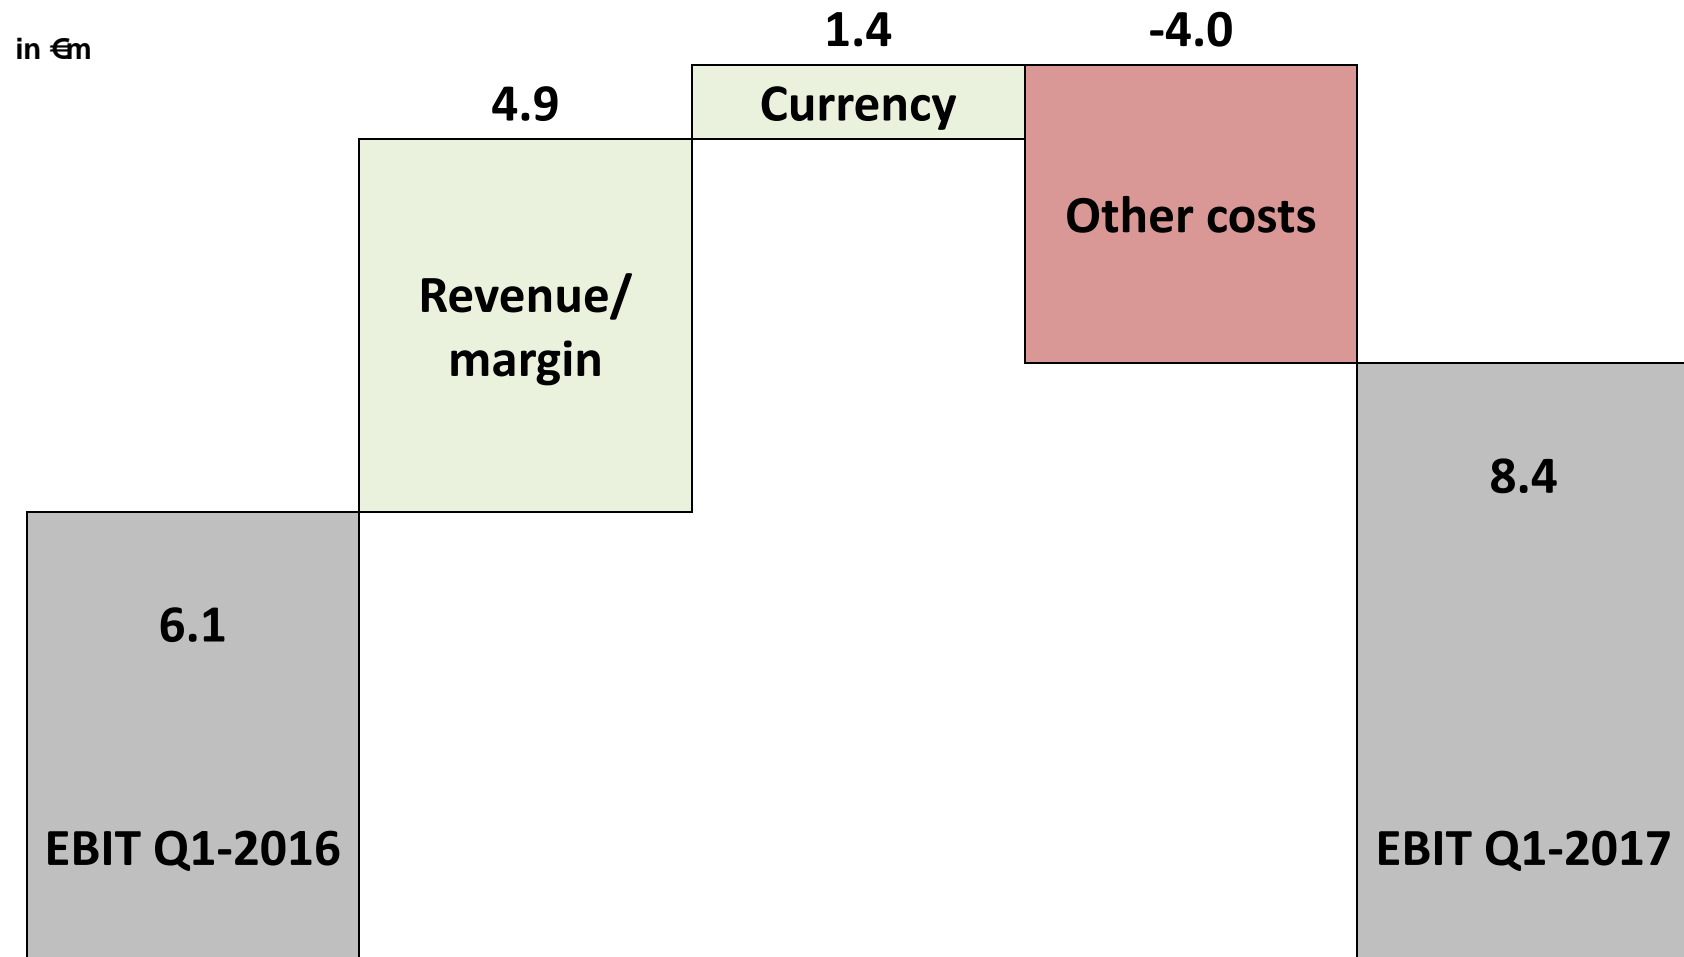 in €m
1.4
-4.0
4.9
Currency
Other costs
Revenue/
margin
8.4
6.1
EBIT Q1-2016
EBIT Q1-2017